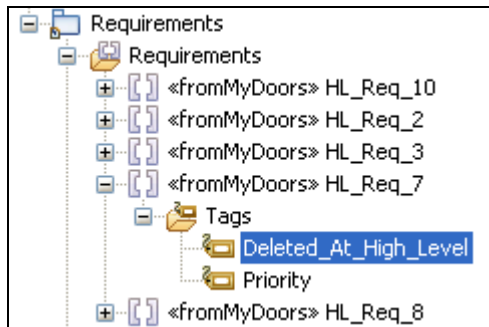 Requirements
Requirements
«fromMyDoors» HL_Req_10
«fromMyDoors» HL_Req_2
«fromMyDoors» HL_Req_3
«fromMyDoors» HL_Req_7
Tags
Deleted_At_High_Level
Priority
«fromMyDoors» HL_Req_8